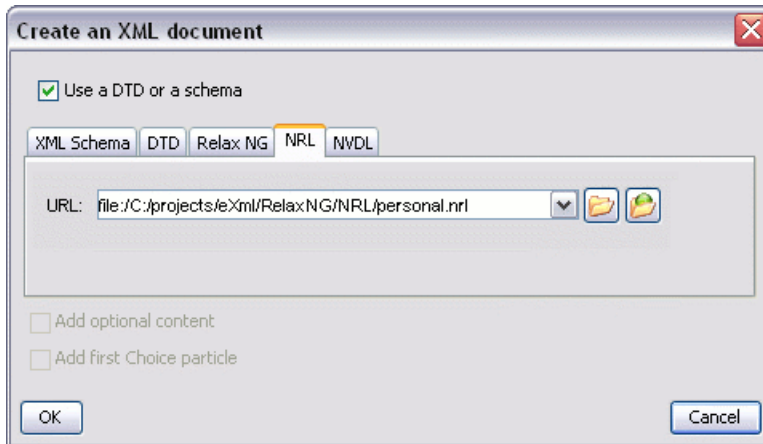 Create an XML document
Use a DTD or a schema
XML Schema DTD Relax NG NRL NVDL
URL: file:/C:/projects/eXml/RelaxNG/NRL/personal.nrl
Add optional content
Add first Choice particle
OK Cancel